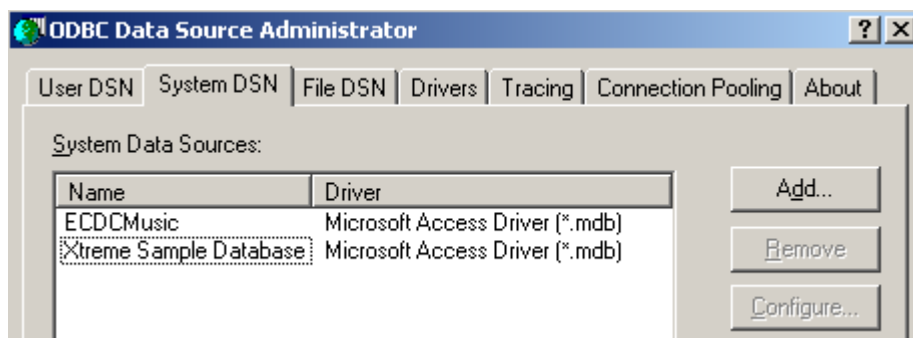 ODBC Data Source Administrator
User DSN System DSN File DSN Drivers Tracing Connection Pooling About
System Data Sources:
Name Driver
Add...
ECDCMusic Microsoft Access Driver (*.mdb)
Xtreme Sample Database Microsoft Access Driver (*.mdb)
Remove
Configure...